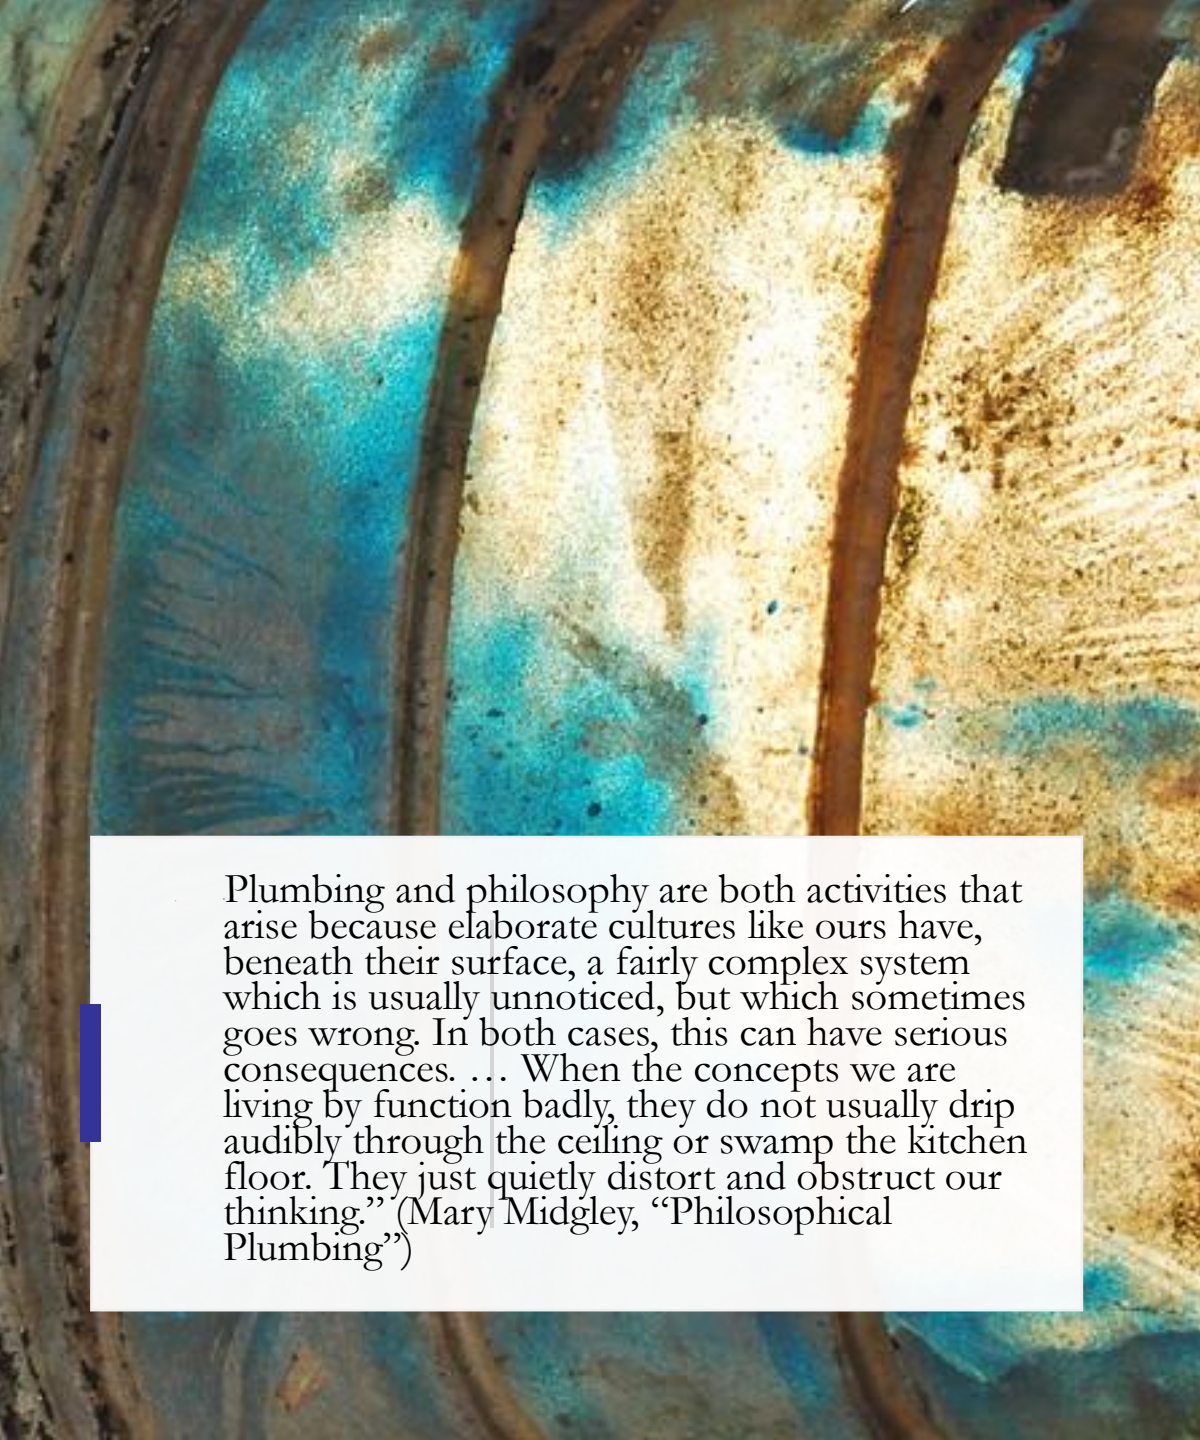 Plumbing and philosophy are both activities that
arise because elaborate cultures like ours have,
beneath their surface, a fairly complex system
which is usually unnoticed, but which sometimes
goes wrong. In both cases, this can have serious
consequences. … When the concepts we are
living by function badly, they do not usually drip
audibly through the ceiling or swamp the kitchen
floor. They just quietly distort and obstruct our
thinking.” (Mary Midgley, “Philosophical
Plumbing”)